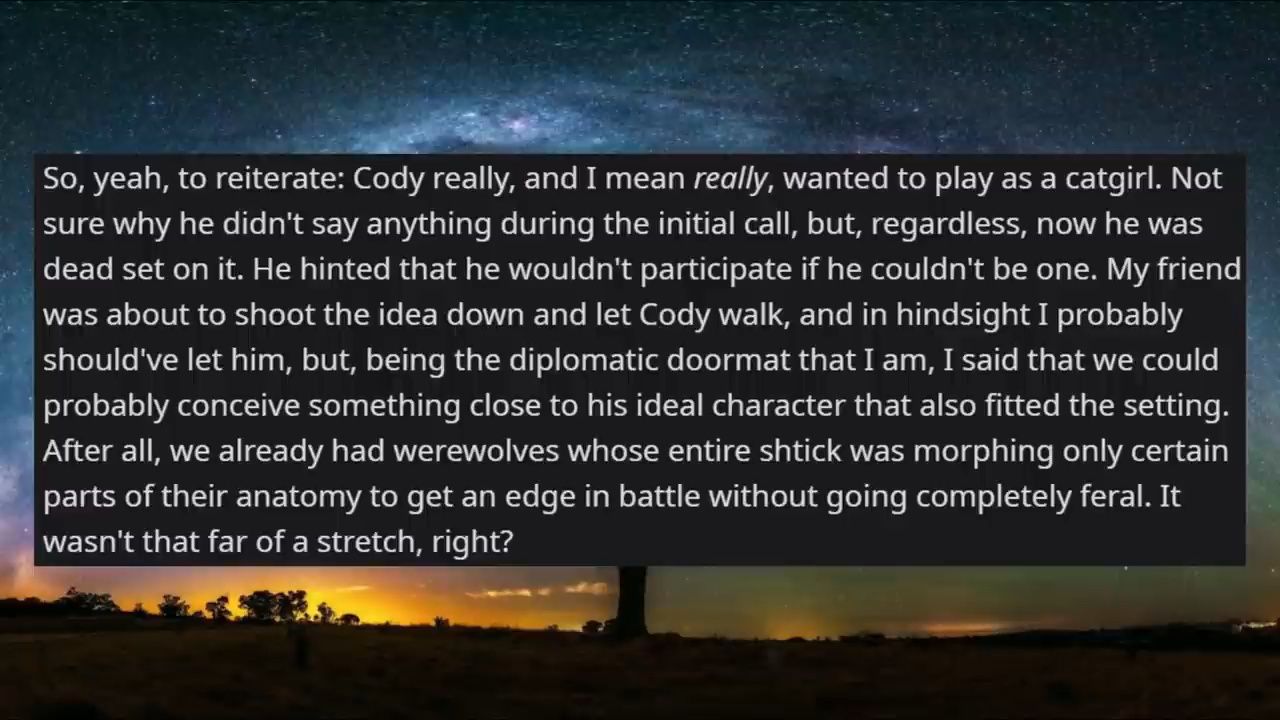 So, yeah, to reiterate: Cody really, and I mean really, wanted to play as a catgirl. Not
sure why he didn't say anything during the initial call, but, regardless, now he was
dead set on it. He hinted that he wouldn't participate if he couldn't be one. My friend
was about to shoot the idea down and let Cody walk, and in hindsight I probably
should've let him, but, being the diplomatic doormat that I am, I said that we could
probably conceive something close to his ideal character that also fitted the setting.
After all, we already had werewolves whose entire shtick was morphing only certain
parts of their anatomy to get an edge in battle without going completely feral. It
wasn't that far of a stretch, right?